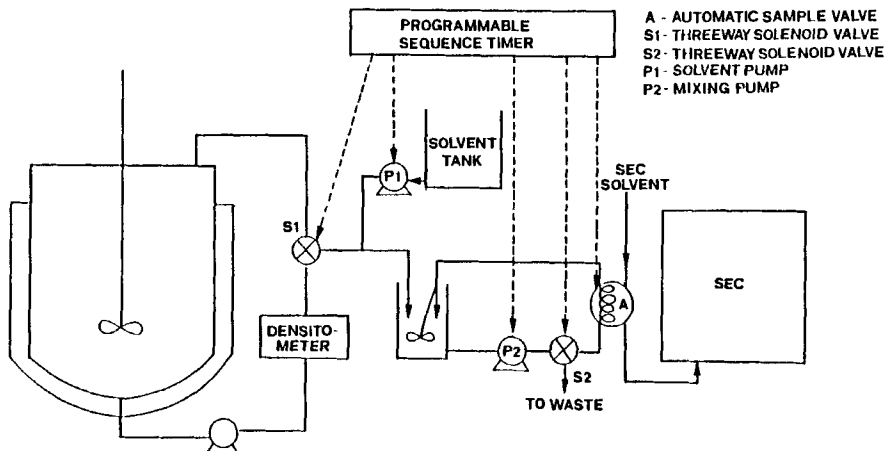 PROGRAMMABLE
SEQUENCE TIMER
A - AUTOMATIC SAMPLE VALVE
S1 - THREEWAY SOLENOID VALVE
S2 - THREEWAY SOLENOID VALVE
P1 - SOLVENT PUMP
P2 - MIXING PUMP
SOLVENT
TANK
P1
SEC
SOLVENT
S1
A
SEC
DENSITO-
METER
P2
S2
TO WASTE